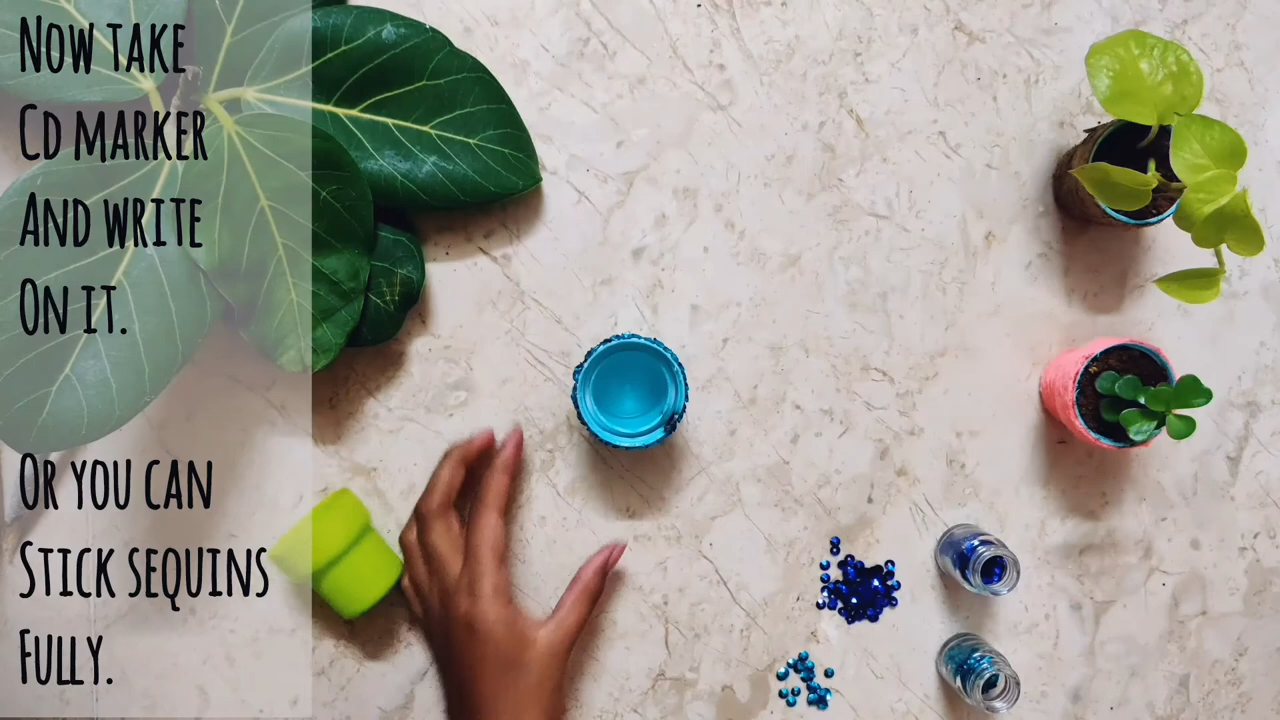 Now take
Cd marker
And write
On it.
Or you can
Stick sequins
Fully.